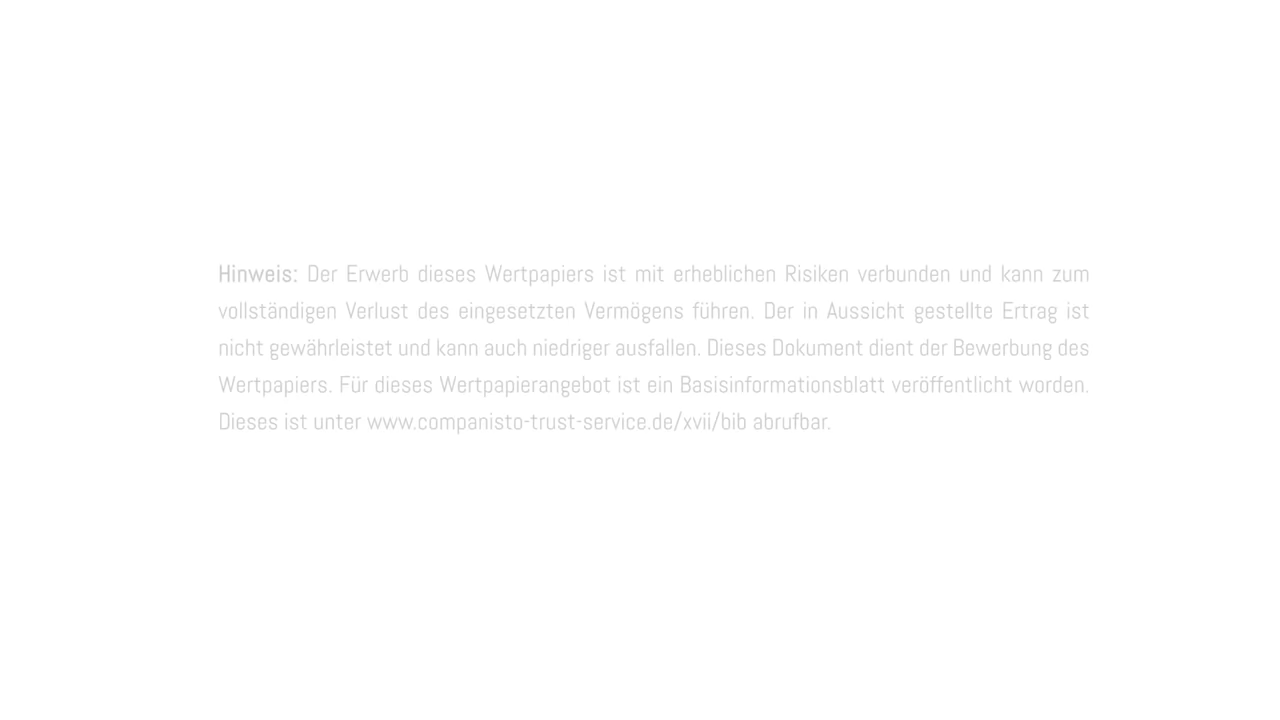 Hinweis: Der Erwerb dieses Wertpapiers ist mit erheblichen Risiken verbunden und kann zum
vollständigen Verlust des eingesetzten Vermögens führen. Der in Aussicht gestellte Ertrag ist
nicht gewährleistet und kann auch niedriger ausfallen. Dieses Dokument dient der Bewerbung des
Wertpapiers. Für dieses Wertpapierangebot ist ein Basisinformationsblatt veröffentlicht worden.
Dieses ist unter www.companisto-trust-service.de/xvii/bib abrufbar.